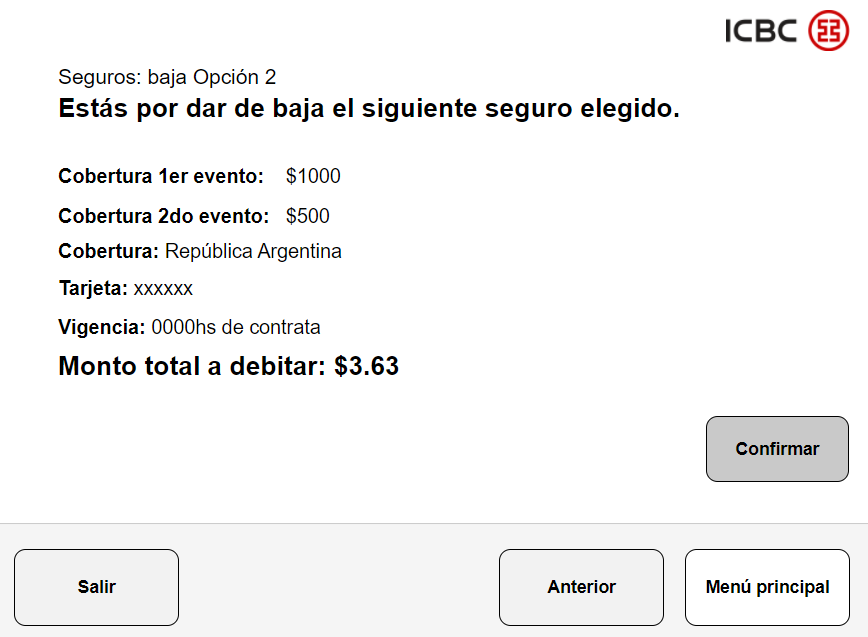 ICBC
Seguros: baja Opción 2
Estás por dar de baja el siguiente seguro elegido.
Cobertura 1er evento: $1000
Cobertura 2do evento: $500
Cobertura: República Argentina
Tarjeta: xxxxxx
Vigencia: 0000hs de contrata
Monto total a debitar: $3.63
Confirmar
Salir
Anterior
Menú principal